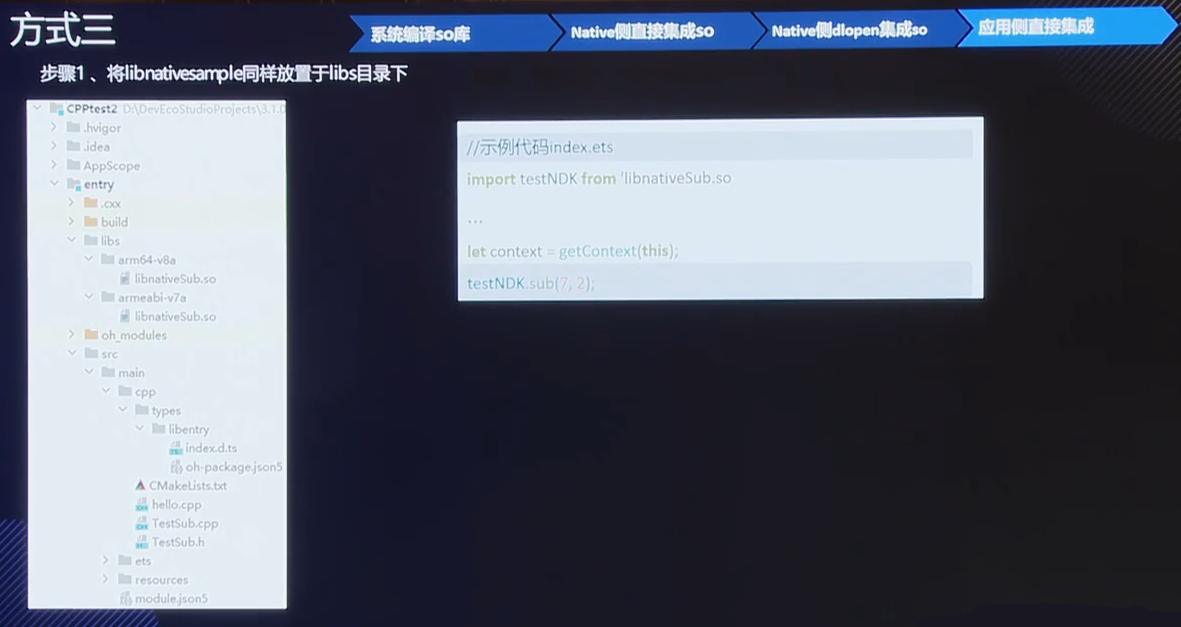 方式三
系统编译so库
Native侧直接集成so
Native侧dlopen集成so
应用侧直接集成
步骤1、将libnativesample同样放置于libs目录下
CPPtest2 D:\DevEcoStudioProjects\3.1.0
.hvigor
.idea
AppScope
entry
.cxx
build
libs
arm64-v8a
libnativeSub.so
armeabi-v7a
libnativeSub.so
oh_modules
src
main
cpp
types
libentry
index.d.ts
oh-package.json5
CMakeLists.txt
hello.cpp
TestSub.cpp
TestSub.h
ets
resources
module.json5
//示例代码index.ets
import testNDK from 'libnativeSub.so
...
let context = getContext(this);
testNDK.sub(7, 2);